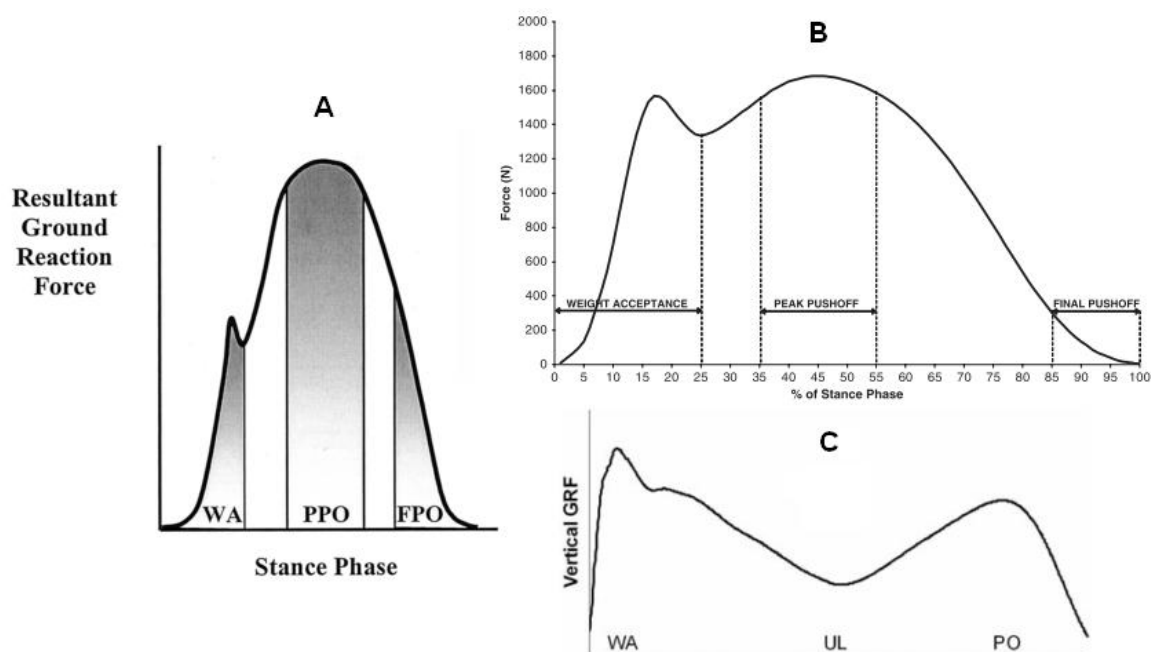 A
Resultant
Ground
Reaction
Force
WA
PPO
FPO
Stance Phase
B
Force (N)
2000
1800
1600
1400
1200
1000
800
600
400
200
0
WEIGHT ACCEPTANCE
PEAK PUSHOFF
FINAL PUSHOFF
0 5 10 15 20 25 30 35 40 45 50 55 60 65 70 75 80 85 90 95 100
% of Stance Phase
C
Vertical GRF
WA
UL
PO